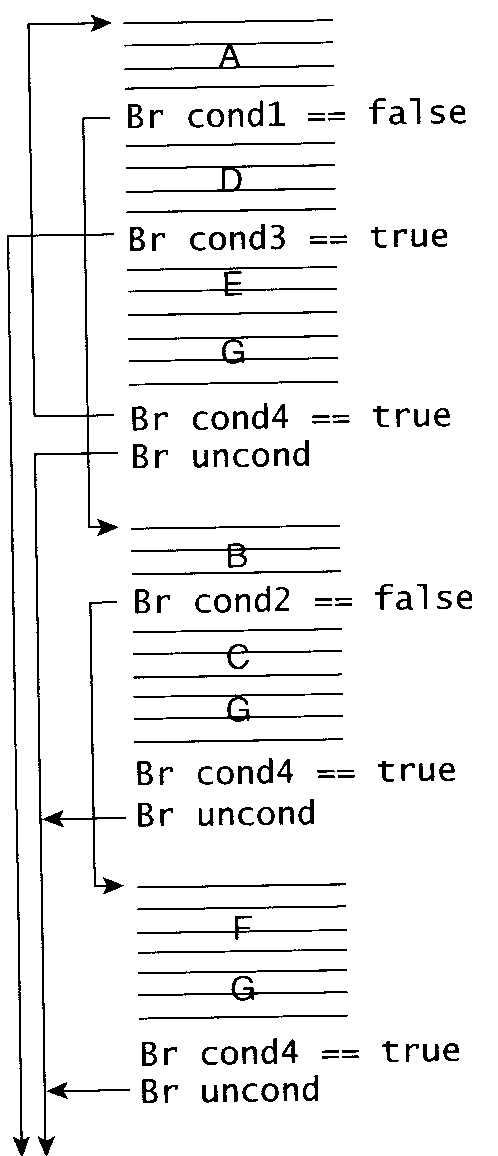 A
Br cond1 == false
D
Br cond3 == true
E
G
Br cond4 == true
Br uncond
B
Br cond2 == false
C
G
Br cond4 == true
Br uncond
F
G
Br cond4 == true
Br uncond